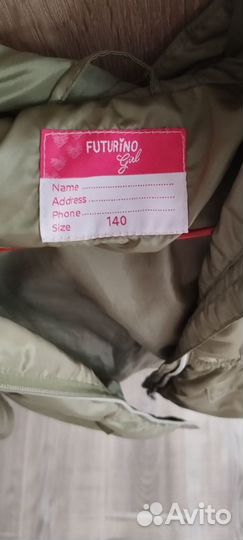 FUTURINO
Girl
Name
Address
Phone
Size 140
Avito